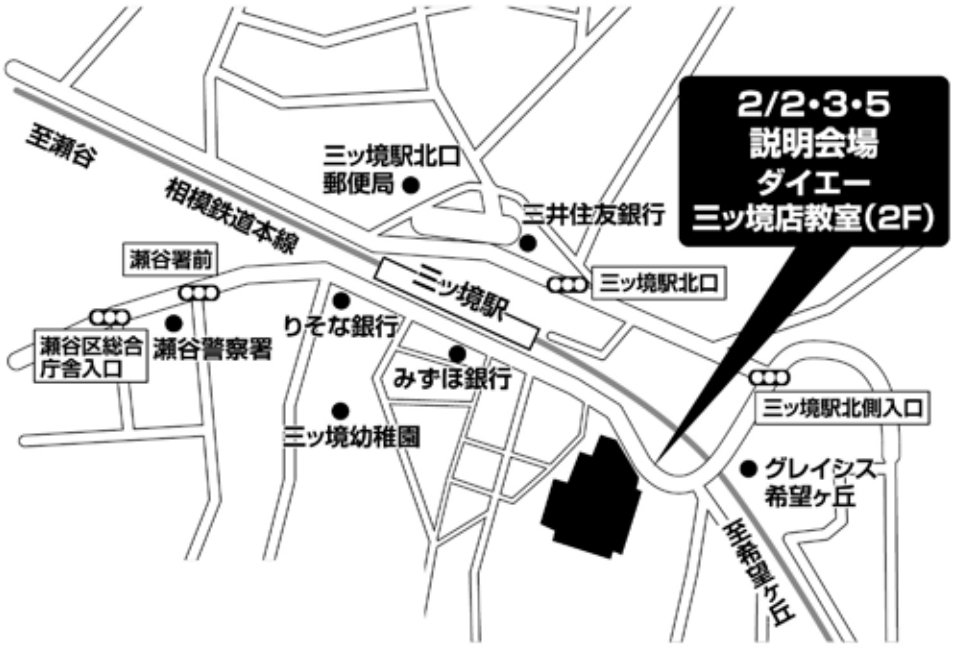 2/2・3・5
説明会場
ダイエー
三ッ境店教室(2F)
至瀬谷
相模鉄道本線
三ッ境駅北口
郵便局
三井住友銀行
瀬谷署前
三ッ境駅
三ッ境駅北口
瀬谷区総合
庁舎入口
瀬谷警察署
りそな銀行
みずほ銀行
三ッ境幼稚園
三ッ境駅北側入口
グレイシス
希望ヶ丘
至希望ヶ丘